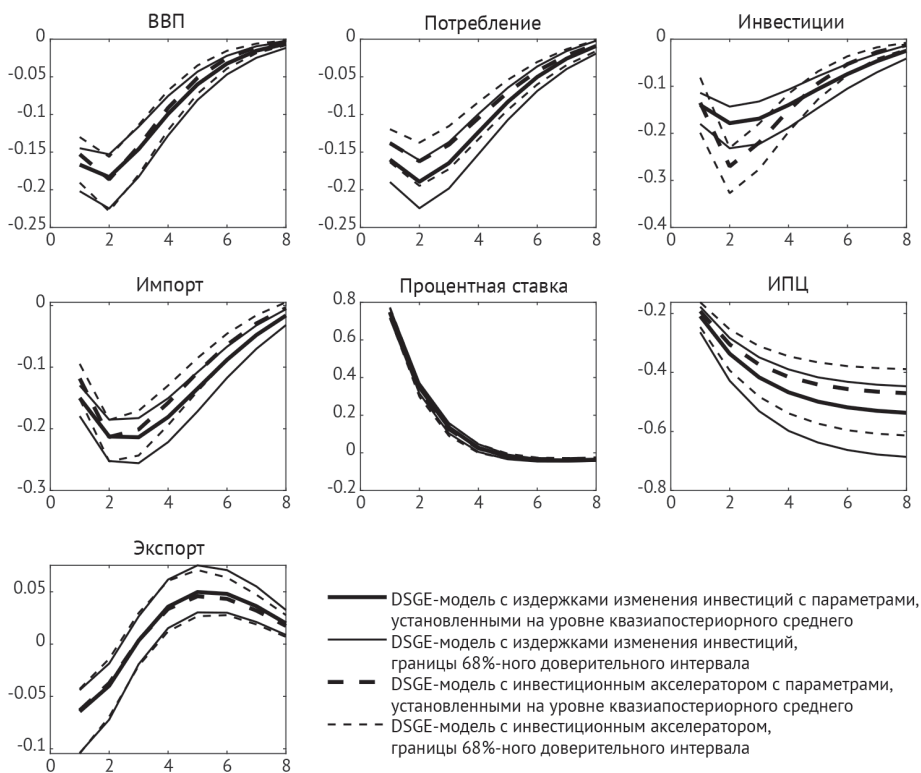 ВВП
0
-0.05
-0.1
-0.15
-0.2
-0.25
0 2 4 6 8
Потребление
0
-0.05
-0.1
-0.15
-0.2
-0.25
0 2 4 6 8
Инвестиции
0
-0.1
-0.2
-0.3
-0.4
0 2 4 6 8
Импорт
0
-0.1
-0.2
-0.3
0 2 4 6 8
Процентная ставка
0.8
0.6
0.4
0.2
0
-0.2
0 2 4 6 8
ИПЦ
-0.2
-0.4
-0.6
-0.8
0 2 4 6 8
Экспорт
0.05
0
-0.05
-0.1
0 2 4 6 8
DSGE-модель с издержками изменения инвестиций с параметрами,
установленными на уровне квазиапостериорного среднего
DSGE-модель с издержками изменения инвестиций,
границы 68%-ного доверительного интервала
DSGE-модель с инвестиционным акселератором с параметрами,
установленными на уровне квазиапостериорного среднего
DSGE-модель с инвестиционным акселератором,
границы 68%-ного доверительного интервала